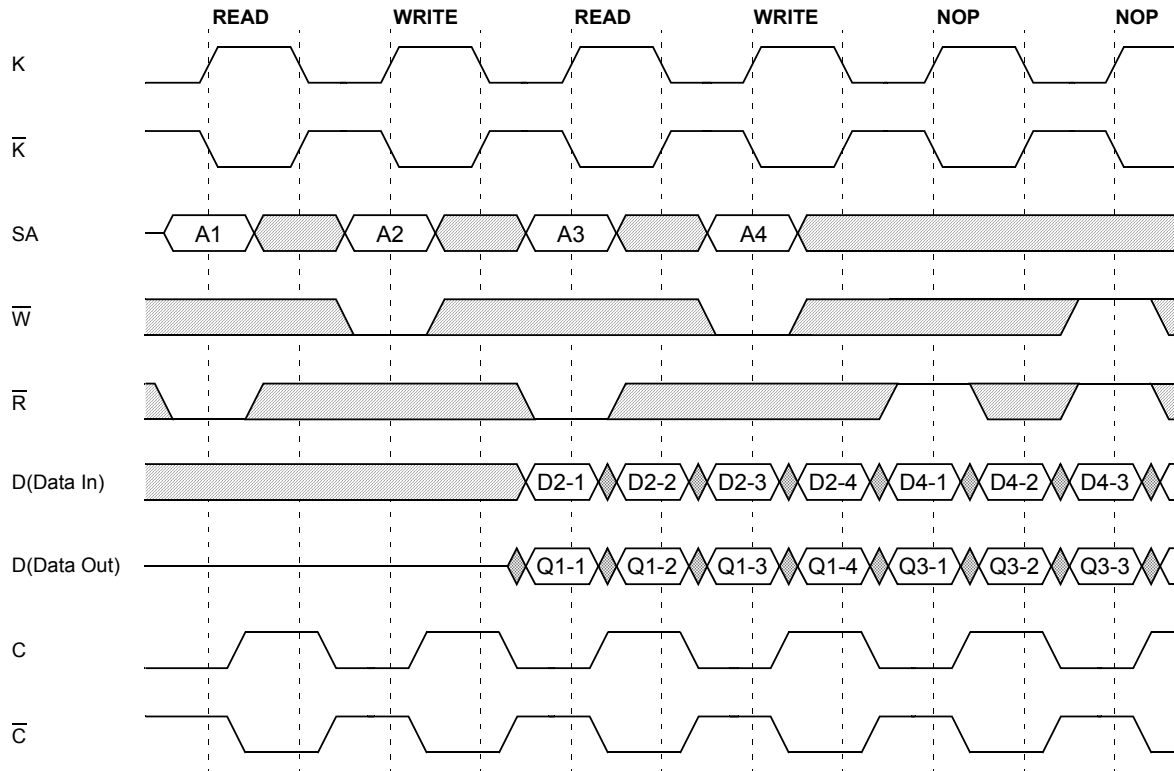 READ WRITE READ WRITE NOP NOP
K
K̅
SA A1 A2 A3 A4
W̅
R̅
D(Data In) D2-1 D2-2 D2-3 D2-4 D4-1 D4-2 D4-3
D(Data Out) Q1-1 Q1-2 Q1-3 Q1-4 Q3-1 Q3-2 Q3-3
C
C̅